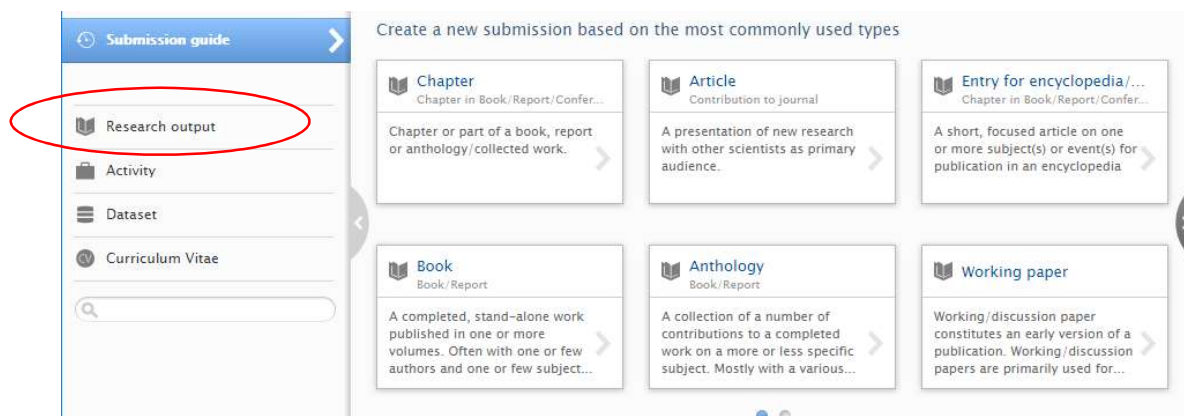 Submission guide
Research output
Activity
Dataset
CV
Curriculum Vitae
Create a new submission based on the most commonly used types
Chapter
Chapter in Book/Report/Confer...
Chapter or part of a book, report
or anthology/collected work.
Article
Contribution to journal
A presentation of new research
with other scientists as primary
audience.
Entry for encyclopedia/...
Chapter in Book/Report/Confer...
A short, focused article on one
or more subject(s) or event(s) for
publication in an encyclopedia
Book
Book/Report
A completed, stand-alone work
published in one or more
volumes. Often with one or few
authors and one or few subject...
Anthology
Book/Report
A collection of a number of
contributions to a completed
work on a more or less specific
subject. Mostly with a various...
Working paper
Working/discussion paper
constitutes an early version of a
publication. Working/discussion
papers are primarily used for...